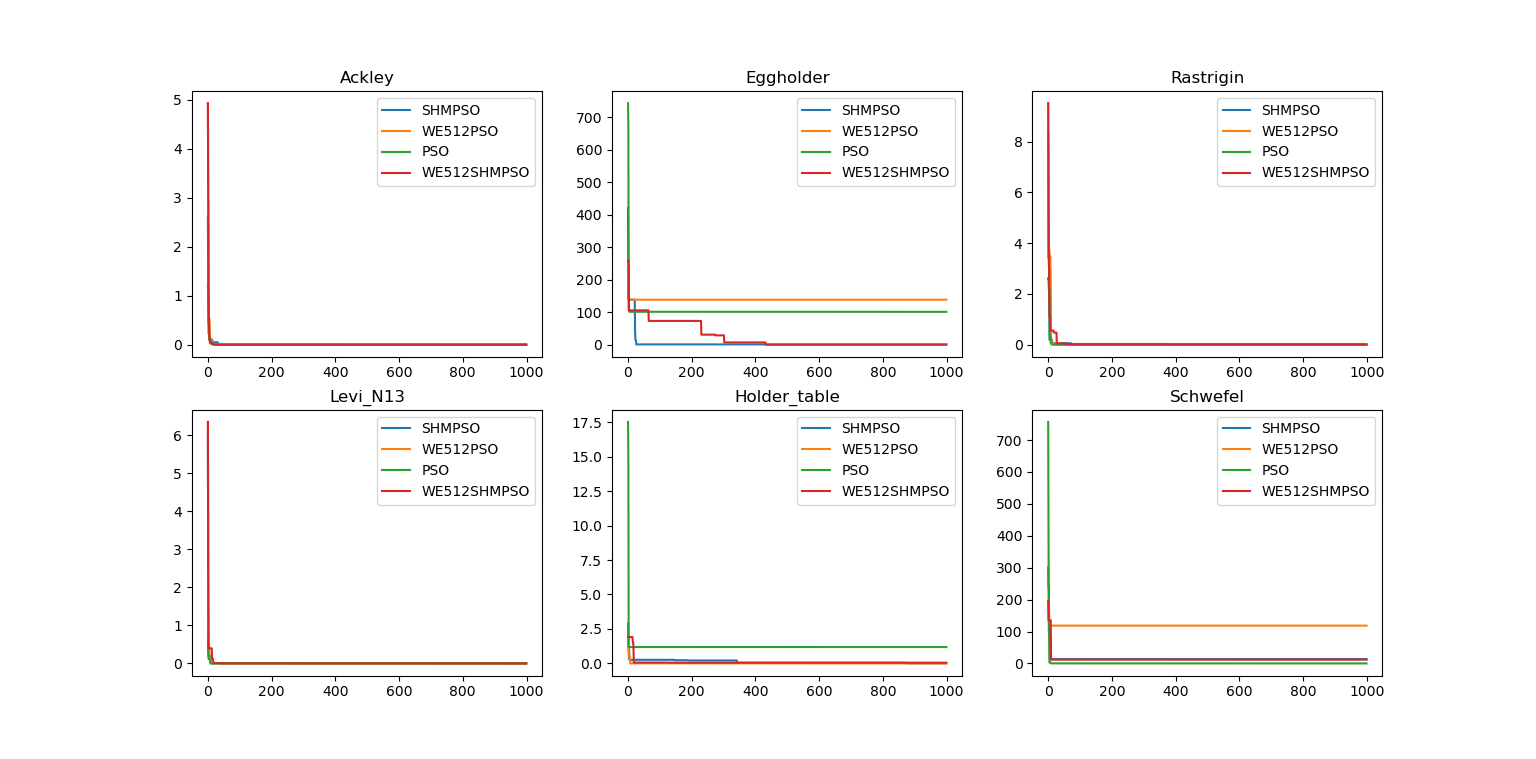 Ackley
5
4
3
2
1
0
0 200 400 600 800 1000
SHMPSO
WE512PSO
PSO
WE512SHMPSO
Eggholder
700
600
500
400
300
200
100
0
0 200 400 600 800 1000
SHMPSO
WE512PSO
PSO
WE512SHMPSO
Rastrigin
8
6
4
2
0
0 200 400 600 800 1000
SHMPSO
WE512PSO
PSO
WE512SHMPSO
Levi_N13
6
5
4
3
2
1
0
0 200 400 600 800 1000
SHMPSO
WE512PSO
PSO
WE512SHMPSO
Holder_table
17.5
15.0
12.5
10.0
7.5
5.0
2.5
0.0
0 200 400 600 800 1000
SHMPSO
WE512PSO
PSO
WE512SHMPSO
Schwefel
700
600
500
400
300
200
100
0
0 200 400 600 800 1000
SHMPSO
WE512PSO
PSO
WE512SHMPSO